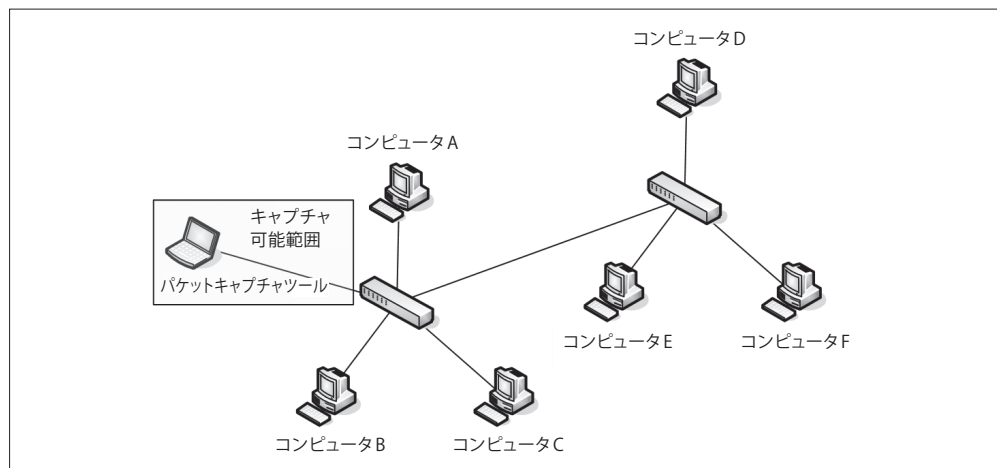 コンピュータD
コンピュータA
キャプチャ
可能範囲
パケットキャプチャツール
コンピュータE
コンピュータF
コンピュータB
コンピュータC